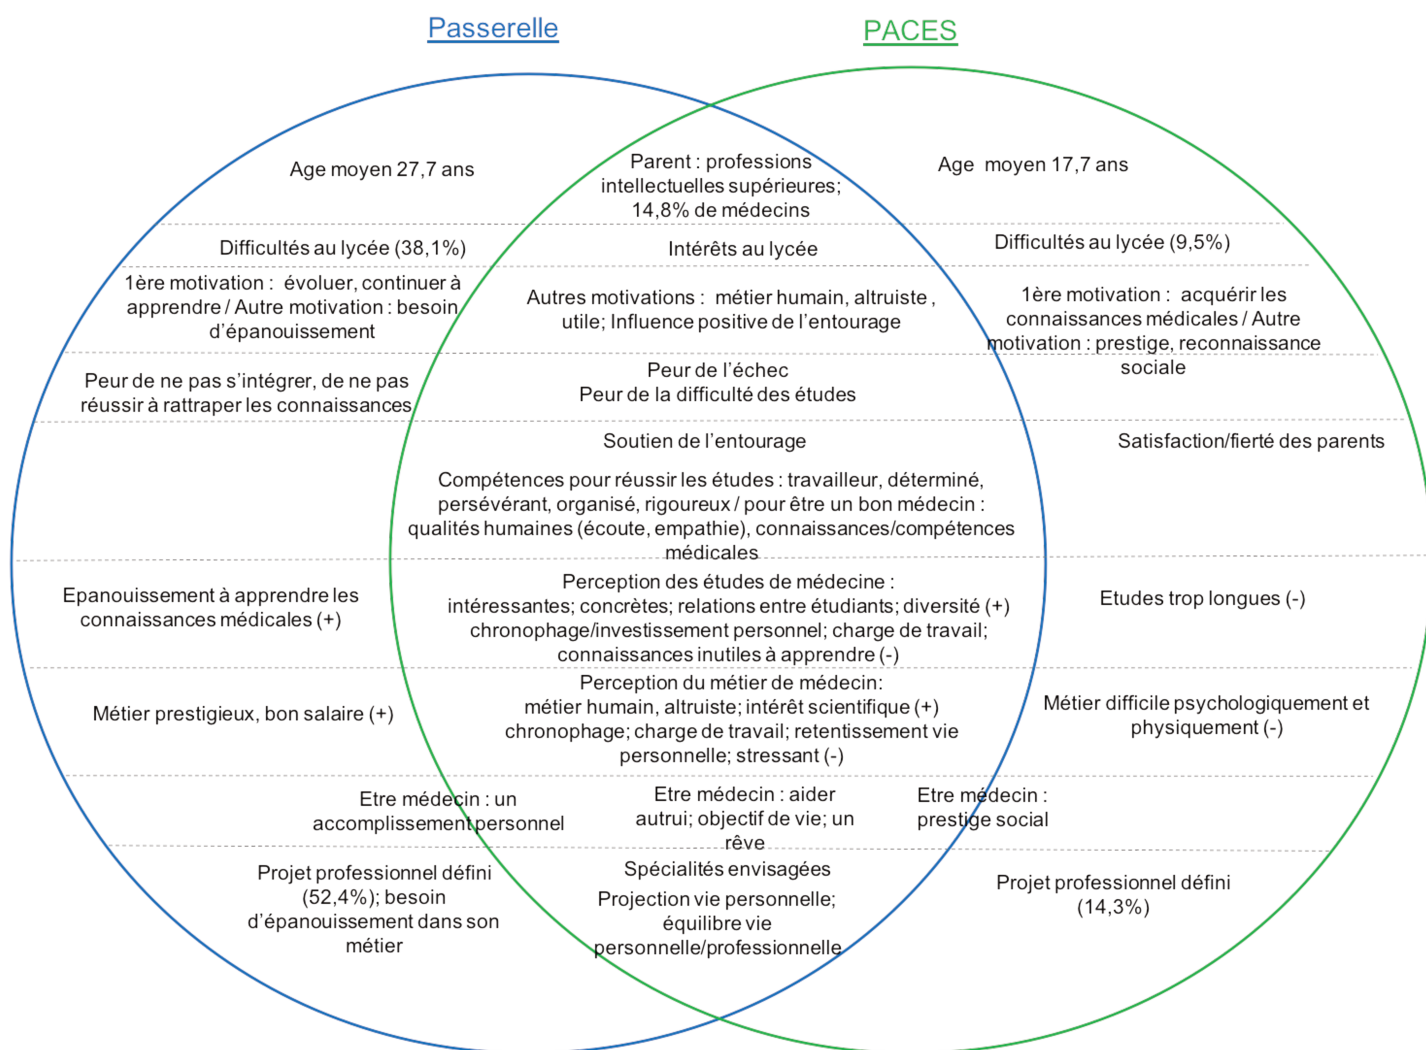 Passerelle
PACES
Age moyen 27,7 ans
Parent : professions
intellectuelles supérieures;
14,8% de médecins
Age  moyen 17,7 ans
Difficultés au lycée (38,1%)
Intérêts au lycée
Difficultés au lycée (9,5%)
1ère motivation :  évoluer, continuer à
apprendre / Autre motivation : besoin
d'épanouissement
Autres motivations :  métier humain, altruiste ,
utile; Influence positive de l'entourage
1ère motivation :  acquérir les
connaissances médicales / Autre
motivation : prestige, reconnaissance
sociale
Peur de ne pas s'intégrer, de ne pas
réussir à rattraper les connaissances
Peur de l'échec
Peur de la difficulté des études
Soutien de l'entourage
Satisfaction/fierté des parents
Compétences pour réussir les études : travailleur, déterminé,
persévérant, organisé, rigoureux / pour être un bon médecin :
qualités humaines (écoute, empathie), connaissances/compétences
médicales
Epanouissement à apprendre les
connaissances médicales (+)
Perception des études de médecine :
intéressantes; concrètes; relations entre étudiants; diversité (+)
chronophage/investissement personnel; charge de travail;
connaissances inutiles à apprendre (-)
Etudes trop longues (-)
Métier prestigieux, bon salaire (+)
Perception du métier de médecin:
métier humain, altruiste; intérêt scientifique (+)
chronophage; charge de travail; retentissement vie
personnelle; stressant (-)
Métier difficile psychologiquement et
physiquement (-)
Etre médecin : un
accomplissement personnel
Etre médecin : aider
autrui; objectif de vie; un
rêve
Etre médecin :
prestige social
Projet professionnel défini
(52,4%); besoin
d'épanouissement dans son
métier
Spécialités envisagées
Projection vie personnelle;
équilibre vie
personnelle/professionnelle
Projet professionnel défini
(14,3%)